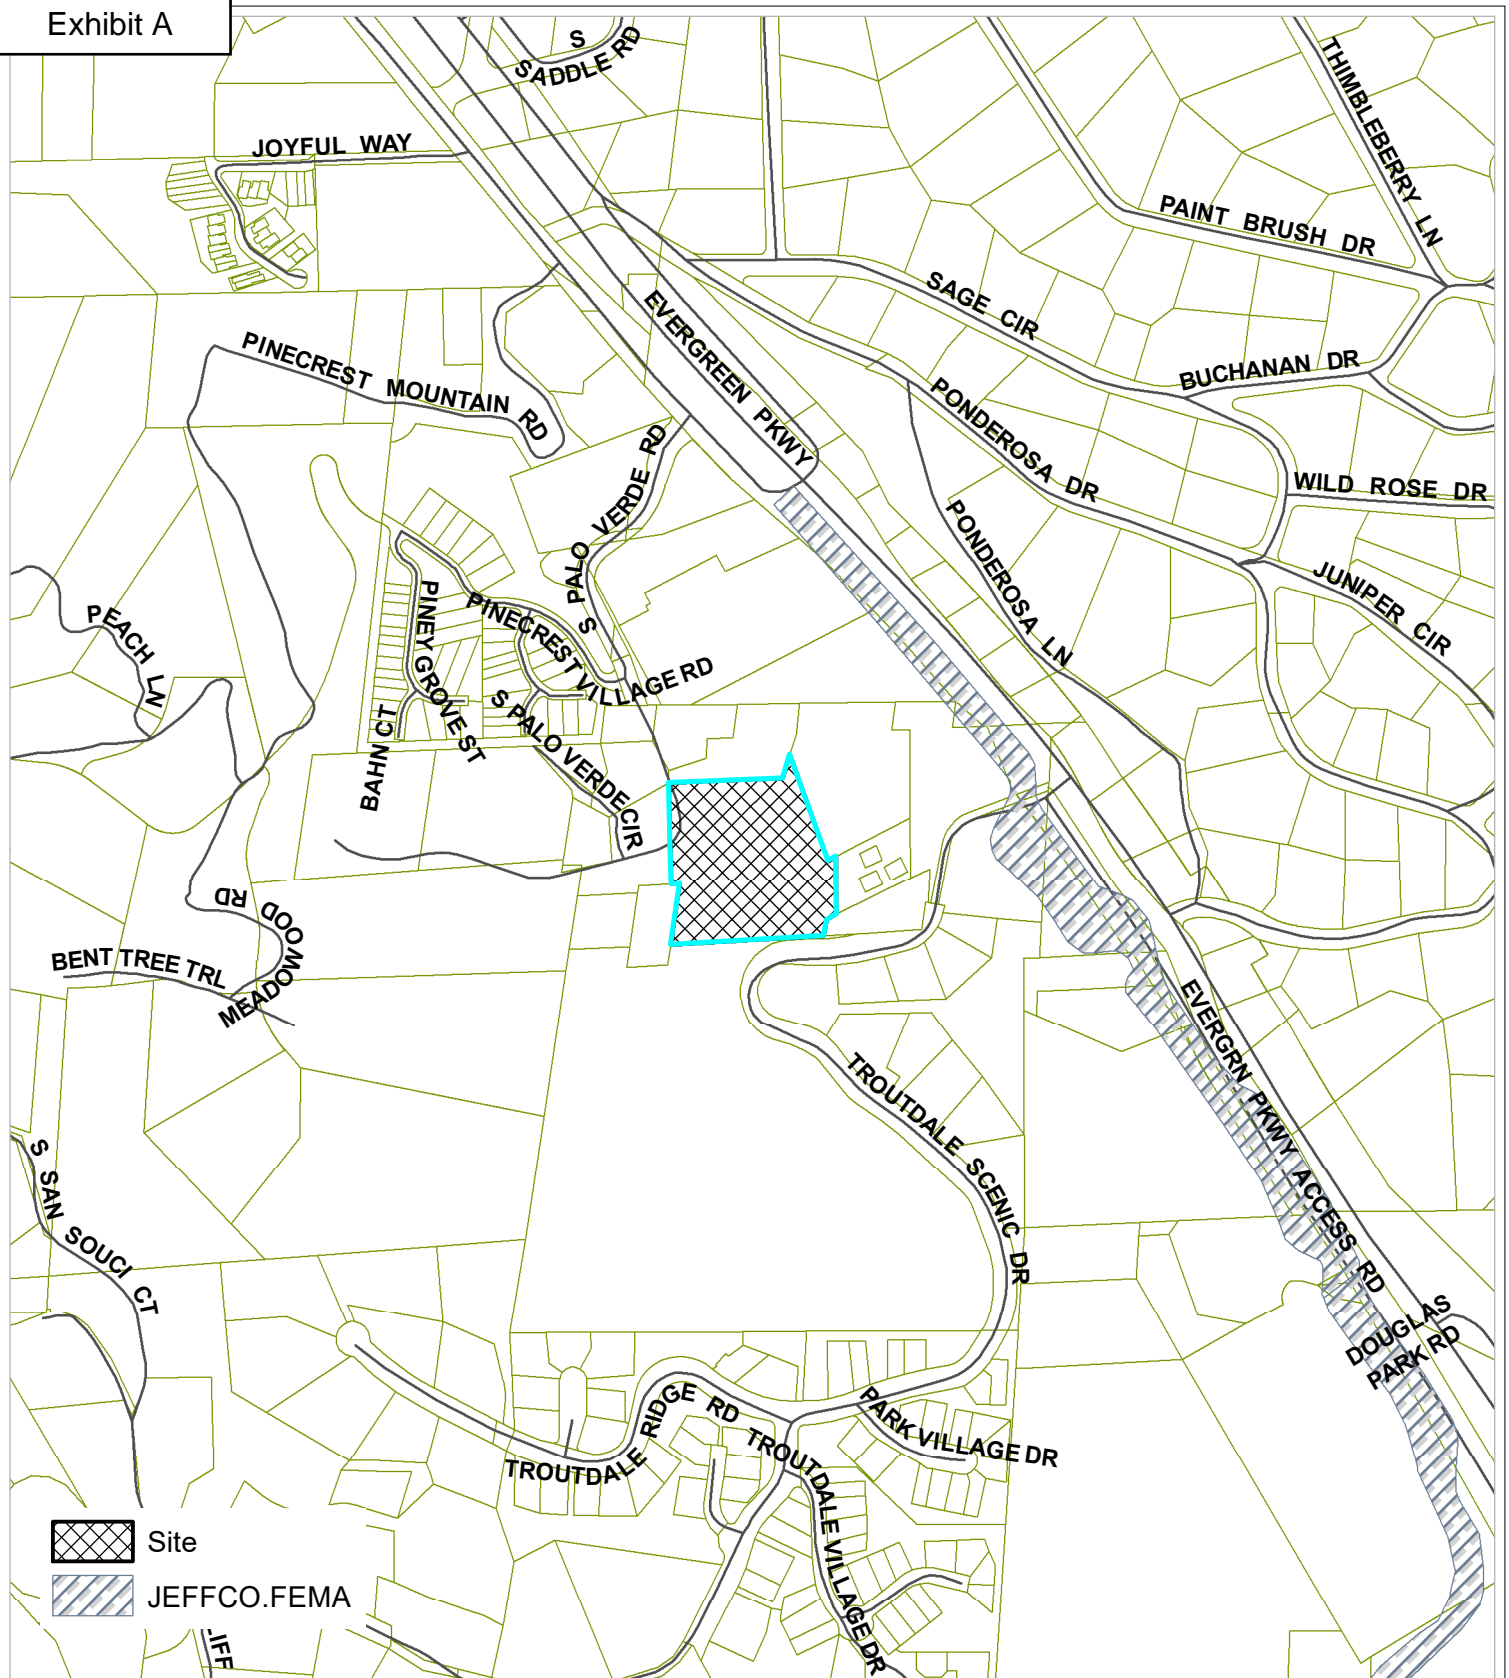 Exhibit A
S
SADDLE RD
THIMBLEBERRY LN
JOYFUL WAY
PAINT BRUSH DR
SAGE CIR
EVERGREEN PKWY
PINECREST MOUNTAIN RD
BUCHANAN DR
PONDEROSA DR
S PALO VERDE RD
WILD ROSE DR
PONDEROSA LN
JUNIPER CIR
PEACH LN
PINEY GROVE ST
PINECREST VILLAGE RD
S PALO VERDE CIR
BAHN CT
MEADOW OOD RD
BENT TREE TRL
EVERGRN PKWY ACCESS RD
TROUTDALE SCENIC DR
S SAN SOUCI CT
DOUGLAS
PARK RD
TROUTDALE RIDGE RD
PARK VILLAGE DR
TROUTDALE VILLAGE DR
Site
JEFFCO.FEMA
LIFF